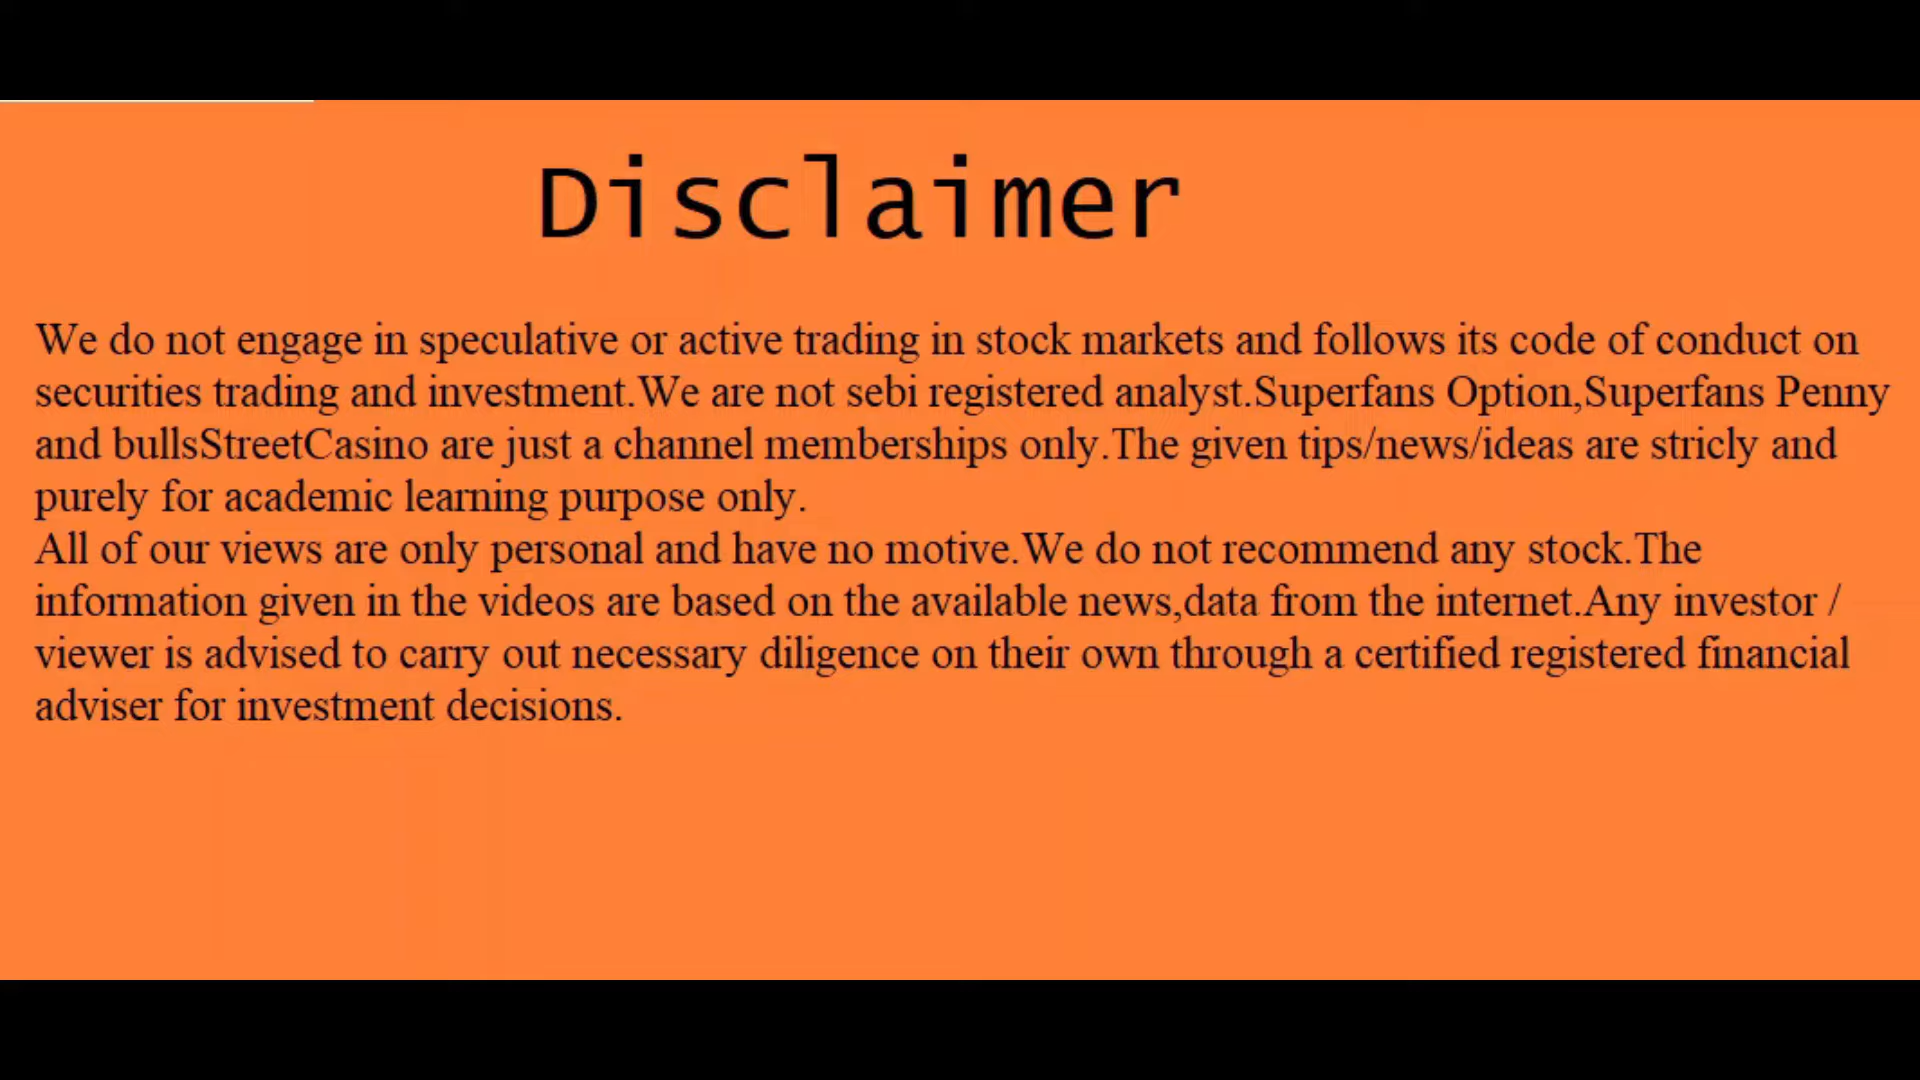 Disclaimer
We do not engage in speculative or active trading in stock markets and follows its code of conduct on
securities trading and investment.We are not sebi registered analyst.Superfans Option,Superfans Penny
and bullsStreetCasino are just a channel memberships only.The given tips/news/ideas are stricly and
purely for academic learning purpose only.
All of our views are only personal and have no motive.We do not recommend any stock.The
information given in the videos are based on the available news,data from the internet.Any investor /
viewer is advised to carry out necessary diligence on their own through a certified registered financial
adviser for investment decisions.